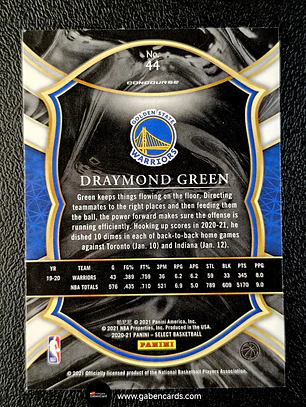 No.
44
CONCOURSE
GOLDEN STATE
WARRIORS
DRAYMOND GREEN
Green keeps things flowing on the floor. Directing
teammates to the right places and then feeding them
the ball, the power forward makes sure the offense is
running efficiently. Hooking up scores in 2020-21, he
dished 10 dimes in each of back-to-back home games
against Toronto (Jan. 10) and Indiana (Jan. 12).
YR TEAM G FG% FT% 3PM RPG APG STL BLK PTS PPG
19-20 WARRIORS 43 .389 .759 36 6.2 6.2 59 33 345 8.0
NBA TOTALS 576 .435 .710 521 6.9 5.0 789 609 5170 9.0
© 2021 Panini America, Inc.
© 2021 NBA Properties, Inc. Produced in the USA.
2020-21 PANINI - SELECT BASKETBALL
PANINI
NBA
© 2021 Officially licensed product of the National Basketball Players Association.
www.gabencards.com